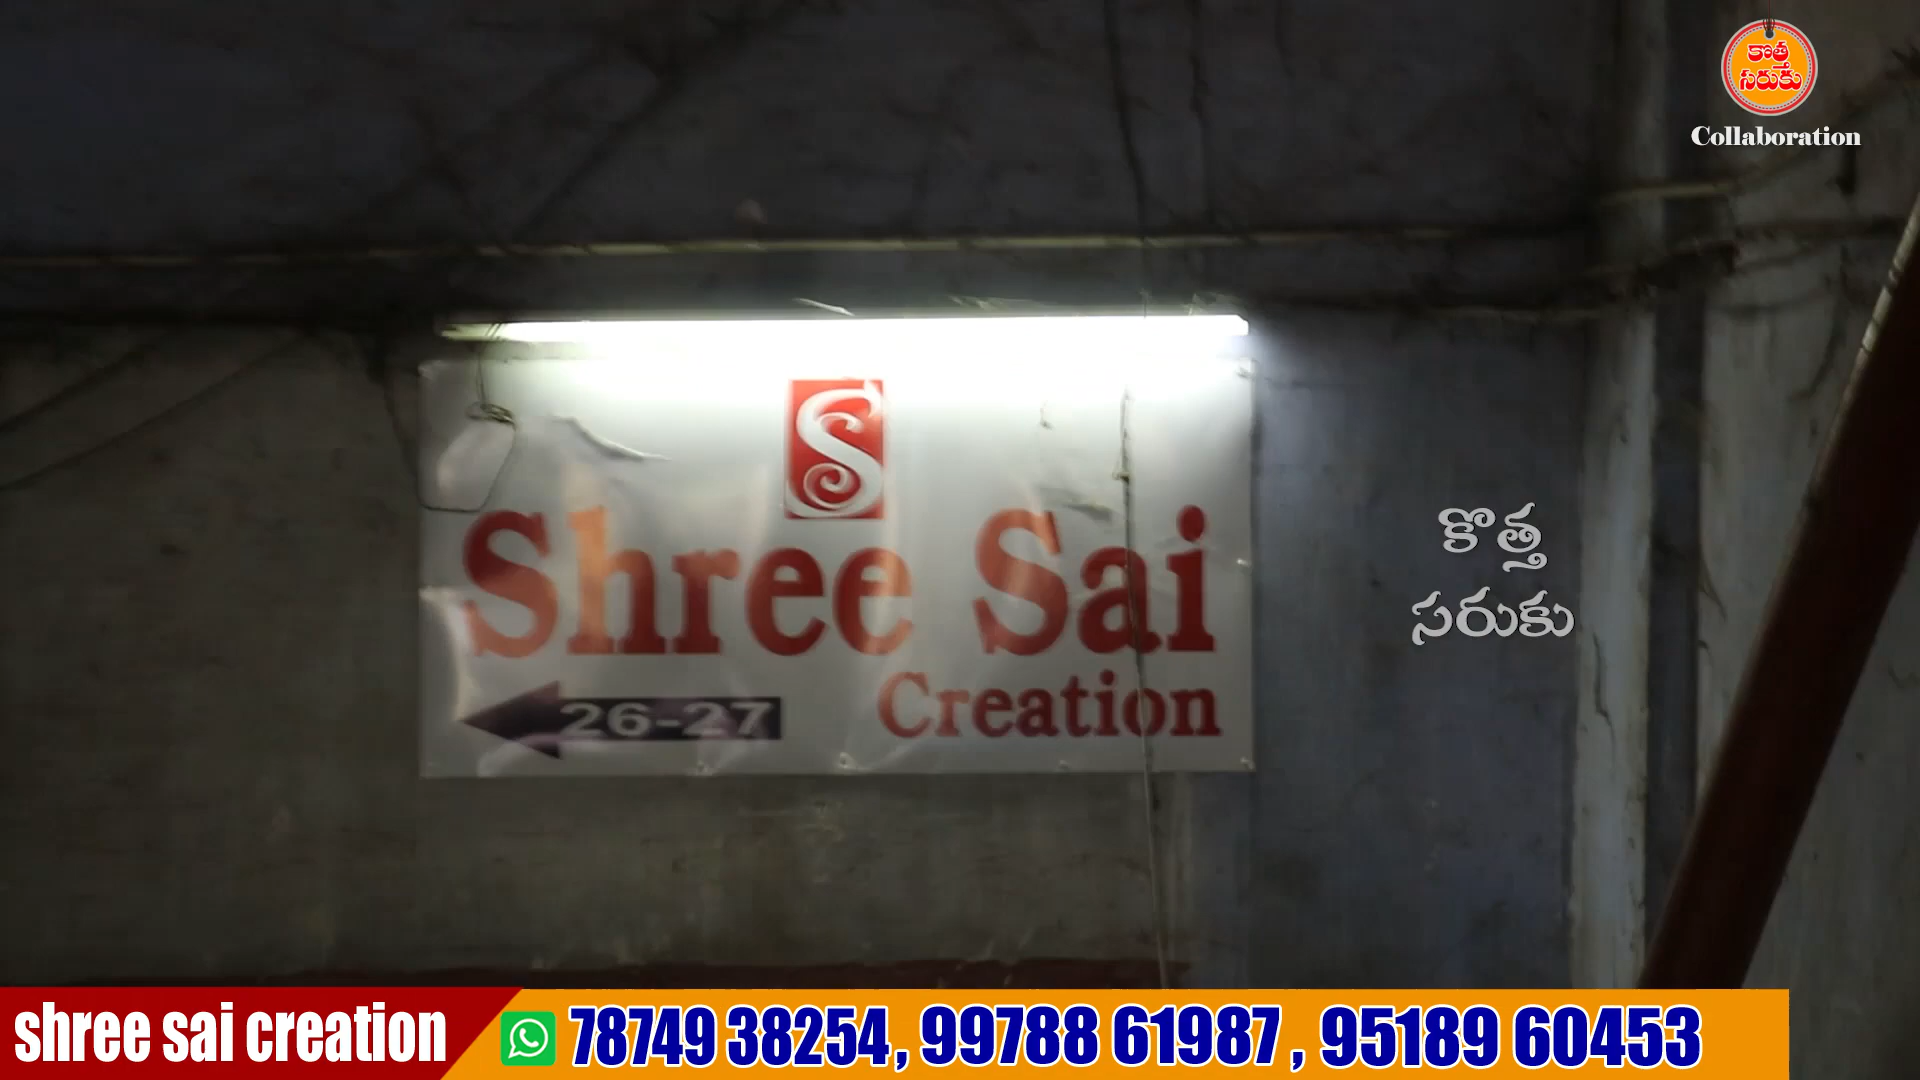 కొత్త
సరుకు
Collaboration
S
Shree Sai
Creation
26-27
కొత్త
సరుకు
shree sai creation
78749 38254, 99788 61987, 95189 60453